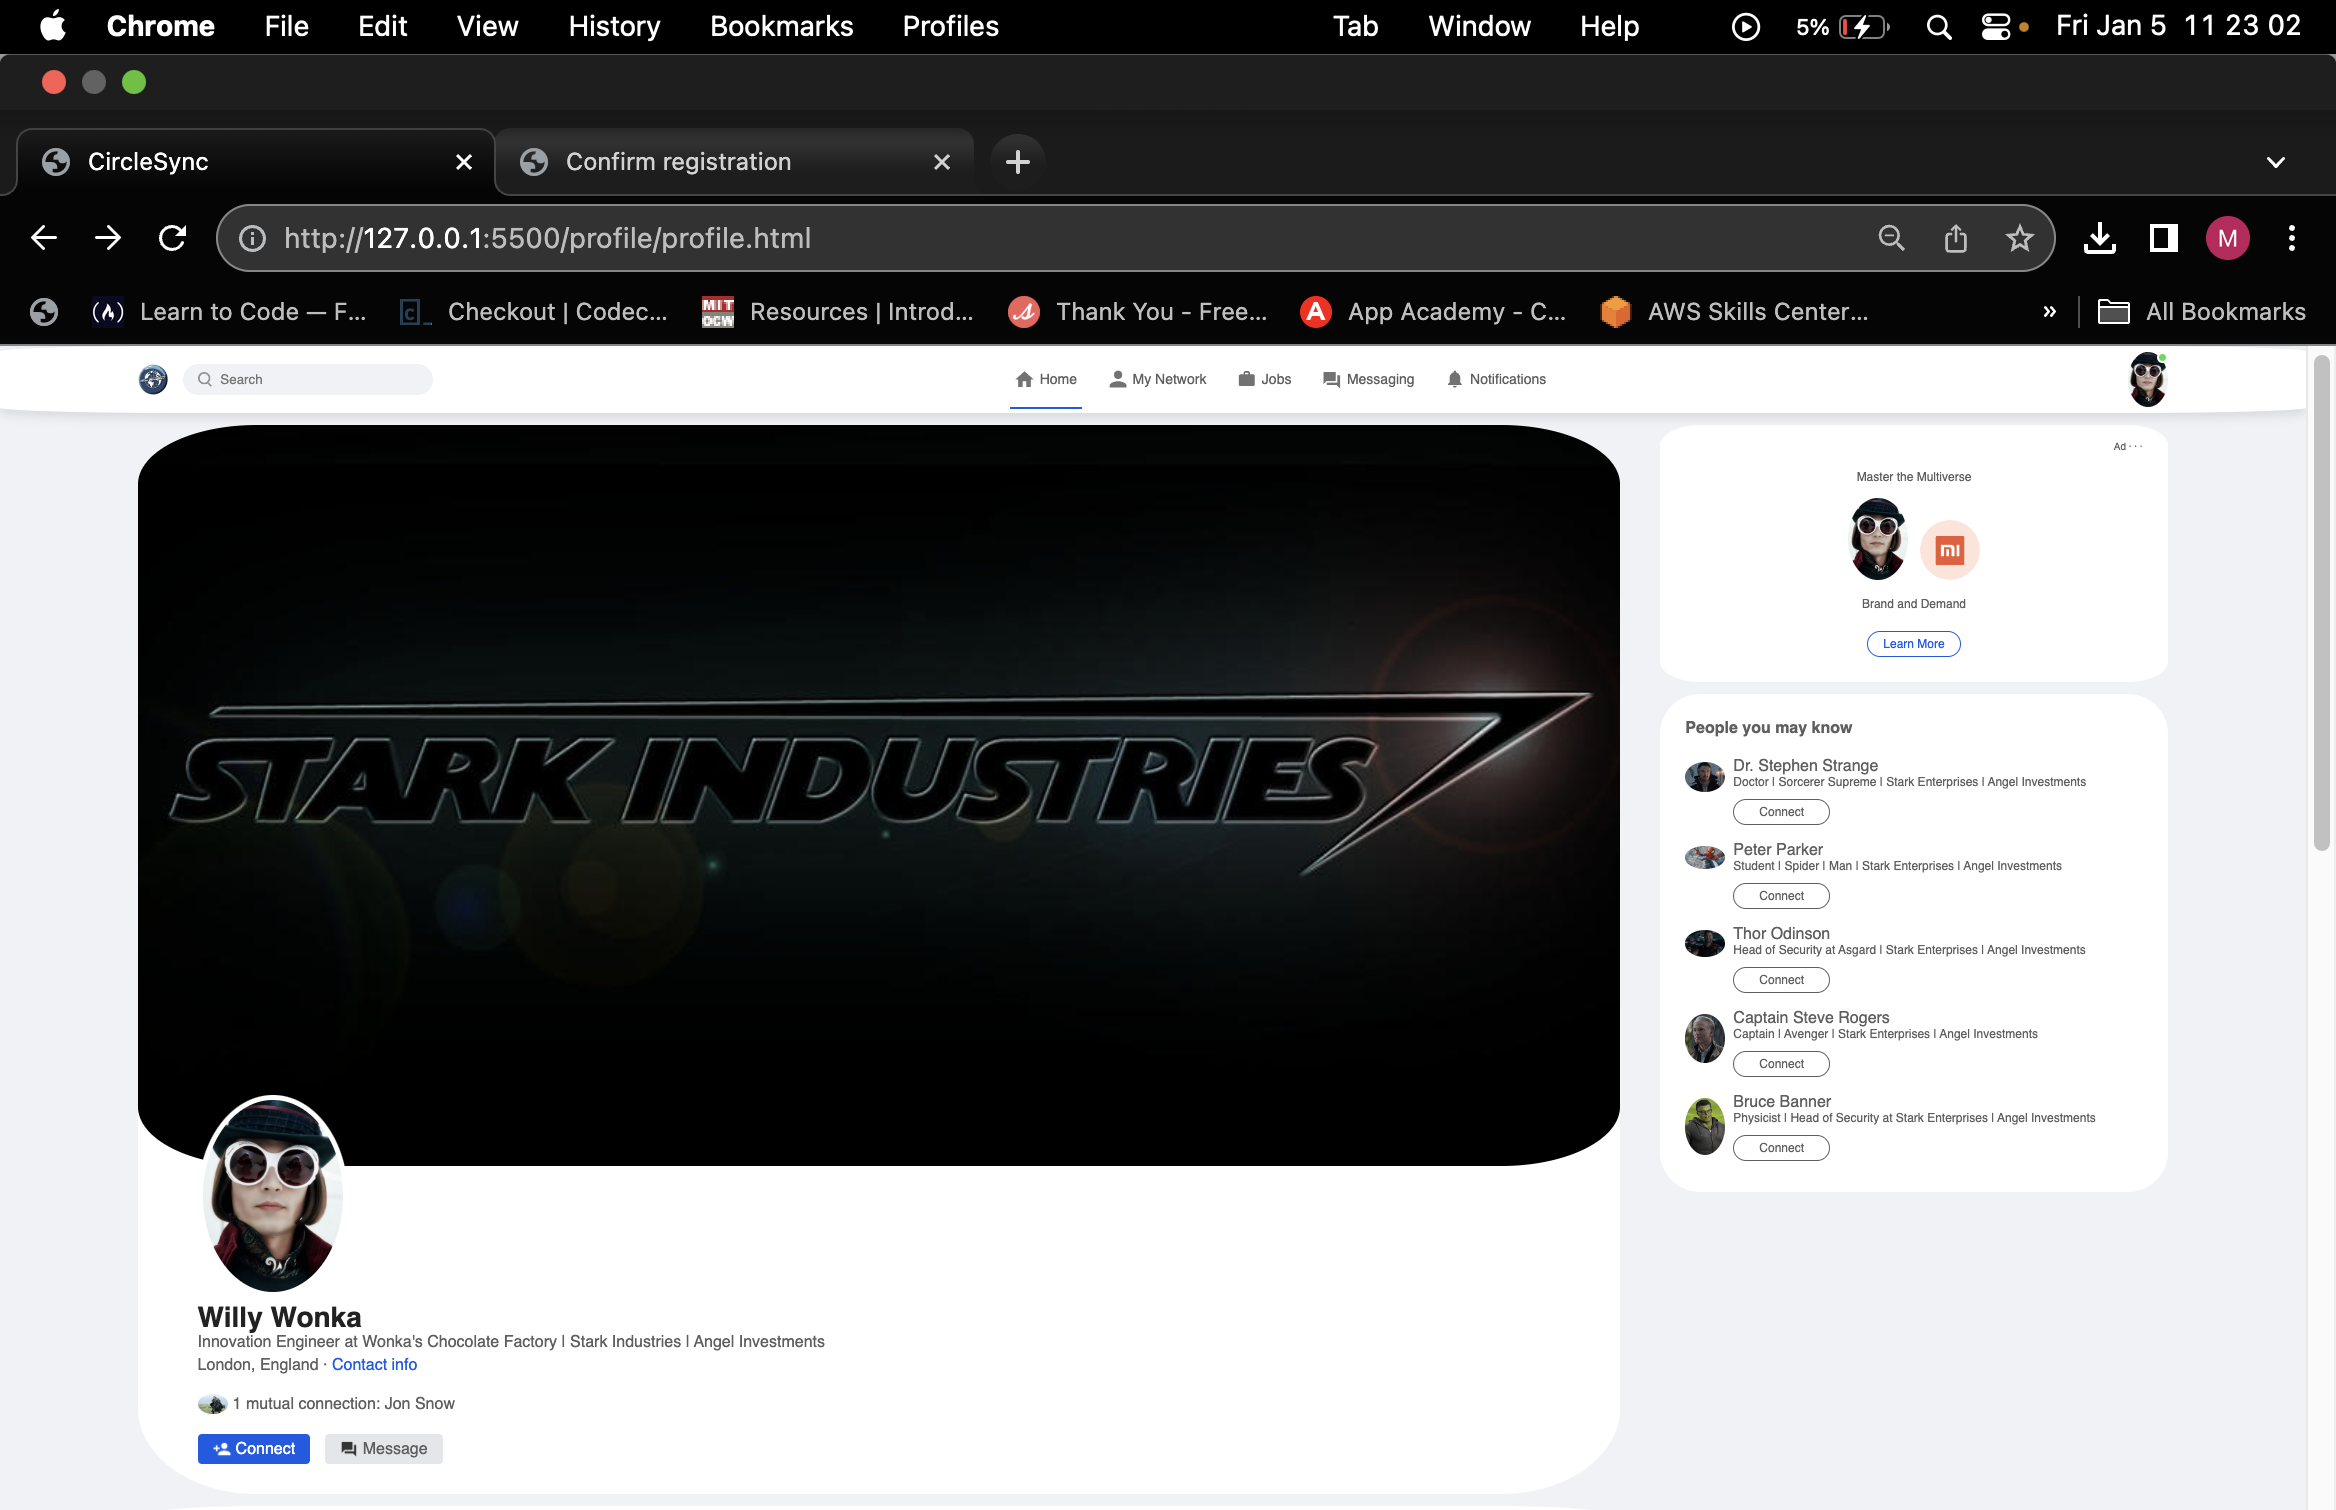 Chrome File Edit View History Bookmarks Profiles Tab Window Help 5% Fri Jan 5 11 23 02
CircleSync Confirm registration
http://127.0.0.1:5500/profile/profile.html M
Learn to Code — F... Checkout | Codec... MIT OCW Resources | Introd... Thank You - Free... App Academy - C... AWS Skills Center... » All Bookmarks
Search Home My Network Jobs Messaging Notifications
STARK INDUSTRIES
Willy Wonka
Innovation Engineer at Wonka's Chocolate Factory | Stark Industries | Angel Investments
London, England · Contact info
1 mutual connection: Jon Snow
Connect Message
Ad · · ·
Master the Multiverse
mi
Brand and Demand
Learn More
People you may know
Dr. Stephen Strange
Doctor | Sorcerer Supreme | Stark Enterprises | Angel Investments
Connect
Peter Parker
Student | Spider | Man | Stark Enterprises | Angel Investments
Connect
Thor Odinson
Head of Security at Asgard | Stark Enterprises | Angel Investments
Connect
Captain Steve Rogers
Captain | Avenger | Stark Enterprises | Angel Investments
Connect
Bruce Banner
Physicist | Head of Security at Stark Enterprises | Angel Investments
Connect